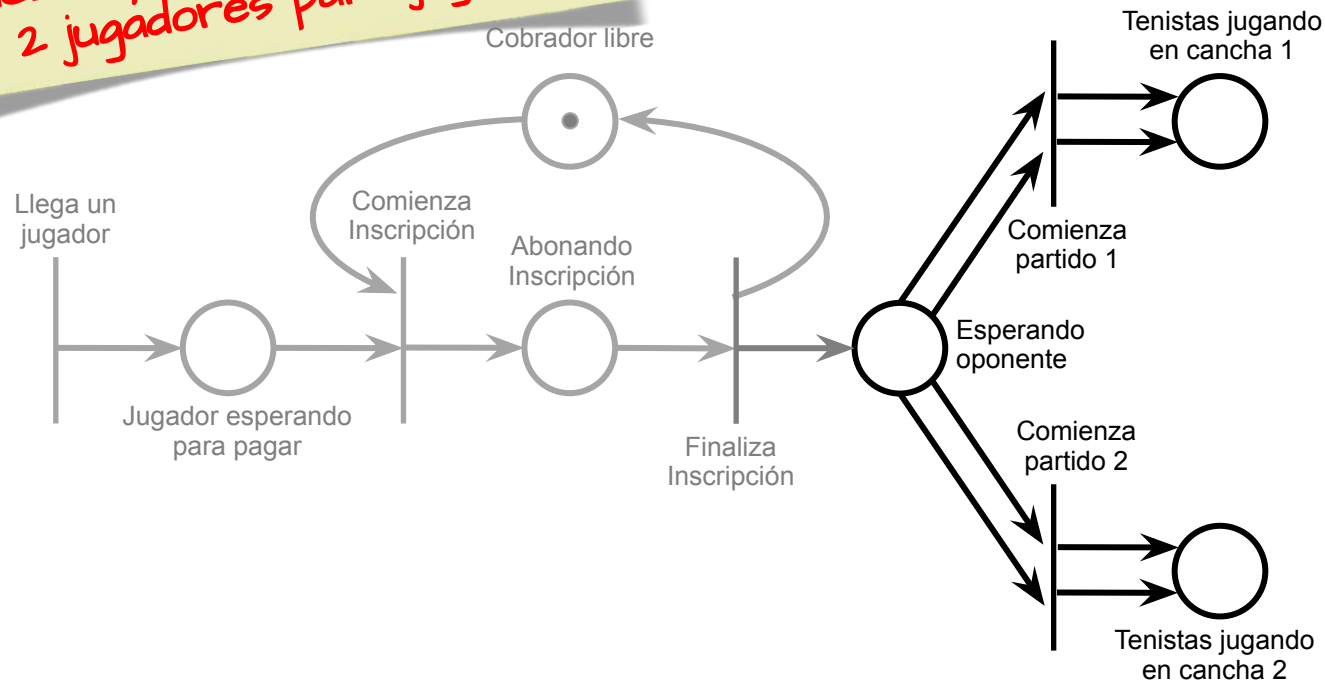 2 jugadores para jug
Cobrador libre
Tenistas jugando
en cancha 1
Llega un
jugador
Comienza
Inscripción
Abonando
Inscripción
Comienza
partido 1
Esperando
oponente
Jugador esperando
para pagar
Finaliza
Inscripción
Comienza
partido 2
Tenistas jugando
en cancha 2